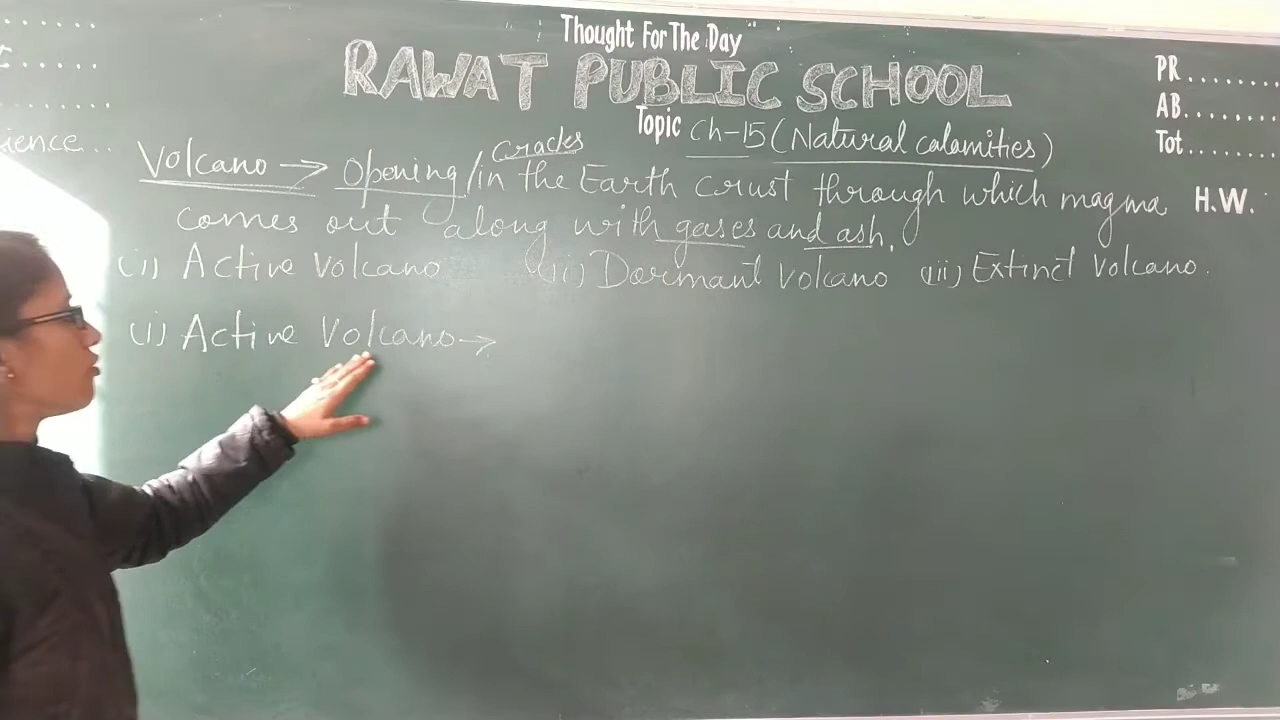 Thought For The Day
RAWAT PUBLIC SCHOOL
PR........
AB........
Tot........
Topic Ch-15 (Natural calamities)
Cracks
Volcano → Opening/in the Earth Crust through which magma
H.W.
comes out along with gases and ash.
(i) Active Volcano (ii) Dormant Volcano (iii) Extinct Volcano.
(i) Active Volcano →